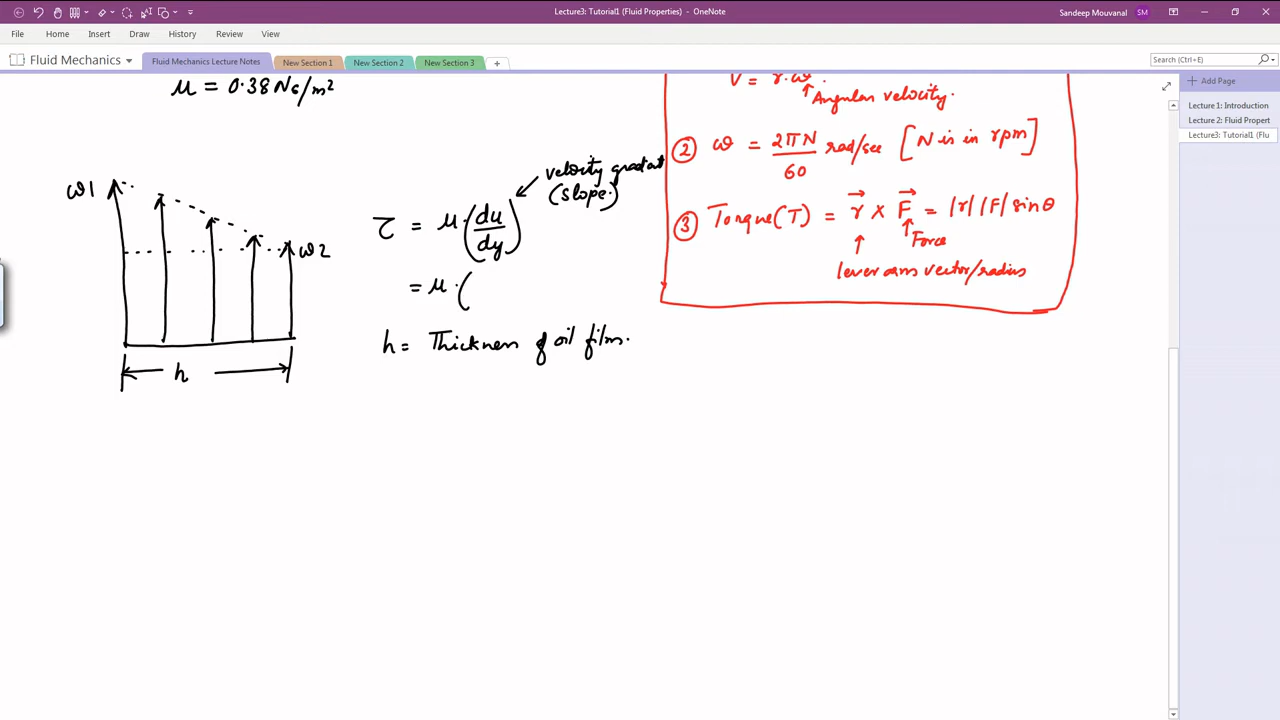 Lecture3: Tutorial1 (Fluid Properties) - OneNote
Sandeep Mouvanal SM
File Home Insert Draw History Review View
Fluid Mechanics
Fluid Mechanics Lecture Notes New Section 1 New Section 2 New Section 3 +
Search (Ctrl+E)
Add Page
Lecture 1: Introduction
Lecture 2: Fluid Propert
Lecture3: Tutorial1 (Flu
μ = 0.38 Ns/m²
V = r.ω.
Angular velocity.
② ω = 2πN/60 rad/sec [N is in rpm]
③ Torque(T) = r⃗ × F⃗ = |r||F| sinθ
Force
lever arm vector/radius
ω1
ω2
h
velocity gradient
(slope.)
τ = μ.(du/dy)
= μ.(
h = Thickness of oil film.